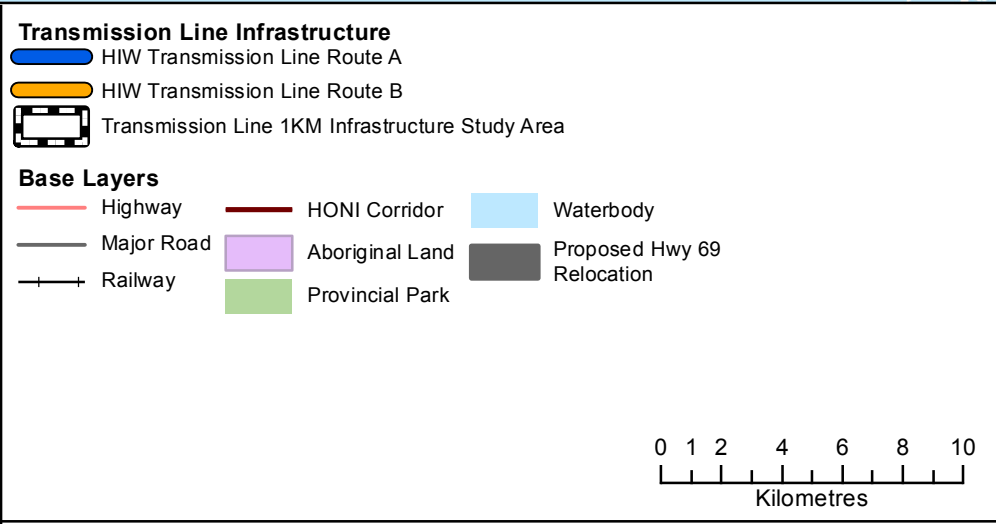 Transmission Line Infrastructure
HIW Transmission Line Route A
HIW Transmission Line Route B
Transmission Line 1KM Infrastructure Study Area
Base Layers
Highway
Major Road
Railway
HONI Corridor
Aboriginal Land
Provincial Park
Waterbody
Proposed Hwy 69
Relocation
0 1 2 4 6 8 10
Kilometres